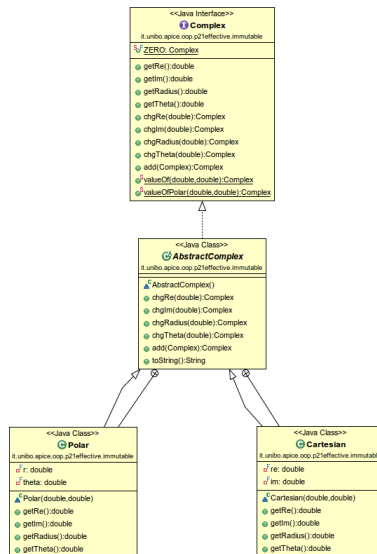 <<Java Interface>>
Complex
it.unibo.apice.oop.p21effective.immutable
ZERO: Complex
getRe():double
getIm():double
getRadius():double
getTheta():double
chgRe(double):Complex
chgIm(double):Complex
chgRadius(double):Complex
chgTheta(double):Complex
add(Complex):Complex
valueOf(double,double):Complex
valueOfPolar(double,double):Complex
<<Java Class>>
AbstractComplex
it.unibo.apice.oop.p21effective.immutable
AbstractComplex()
chgRe(double):Complex
chgIm(double):Complex
chgRadius(double):Complex
chgTheta(double):Complex
add(Complex):Complex
toString():String
<<Java Class>>
Polar
it.unibo.apice.oop.p21effective.immutable
r: double
theta: double
Polar(double,double)
getRe():double
getIm():double
getRadius():double
getTheta():double
<<Java Class>>
Cartesian
it.unibo.apice.oop.p21effective.immutable
re: double
im: double
Cartesian(double,double)
getRe():double
getIm():double
getRadius():double
getTheta():double